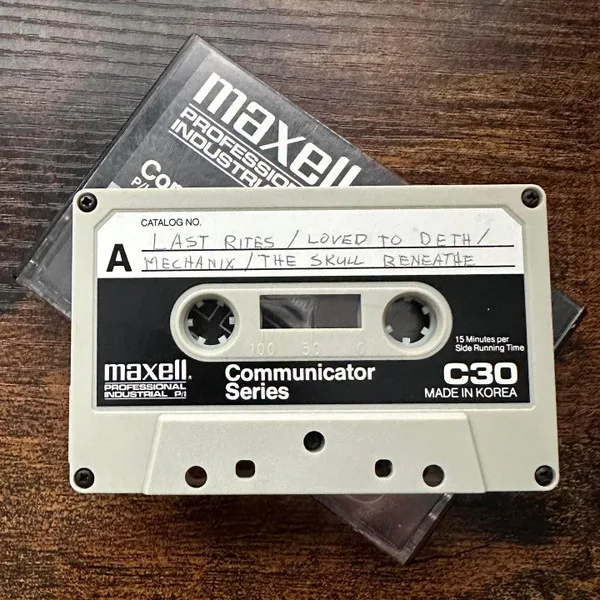 maxell
PROFESSIONAL
INDUSTRIAL
CATALOG NO.
A
LAST RITES / LOVED TO DETH /
MECHANIX / THE SKULL BENEATHE
15 Minutes per
Side Running Time
100 50 0
maxell.
PROFESSIONAL
INDUSTRIAL P/I
Communicator
Series
C30
MADE IN KOREA